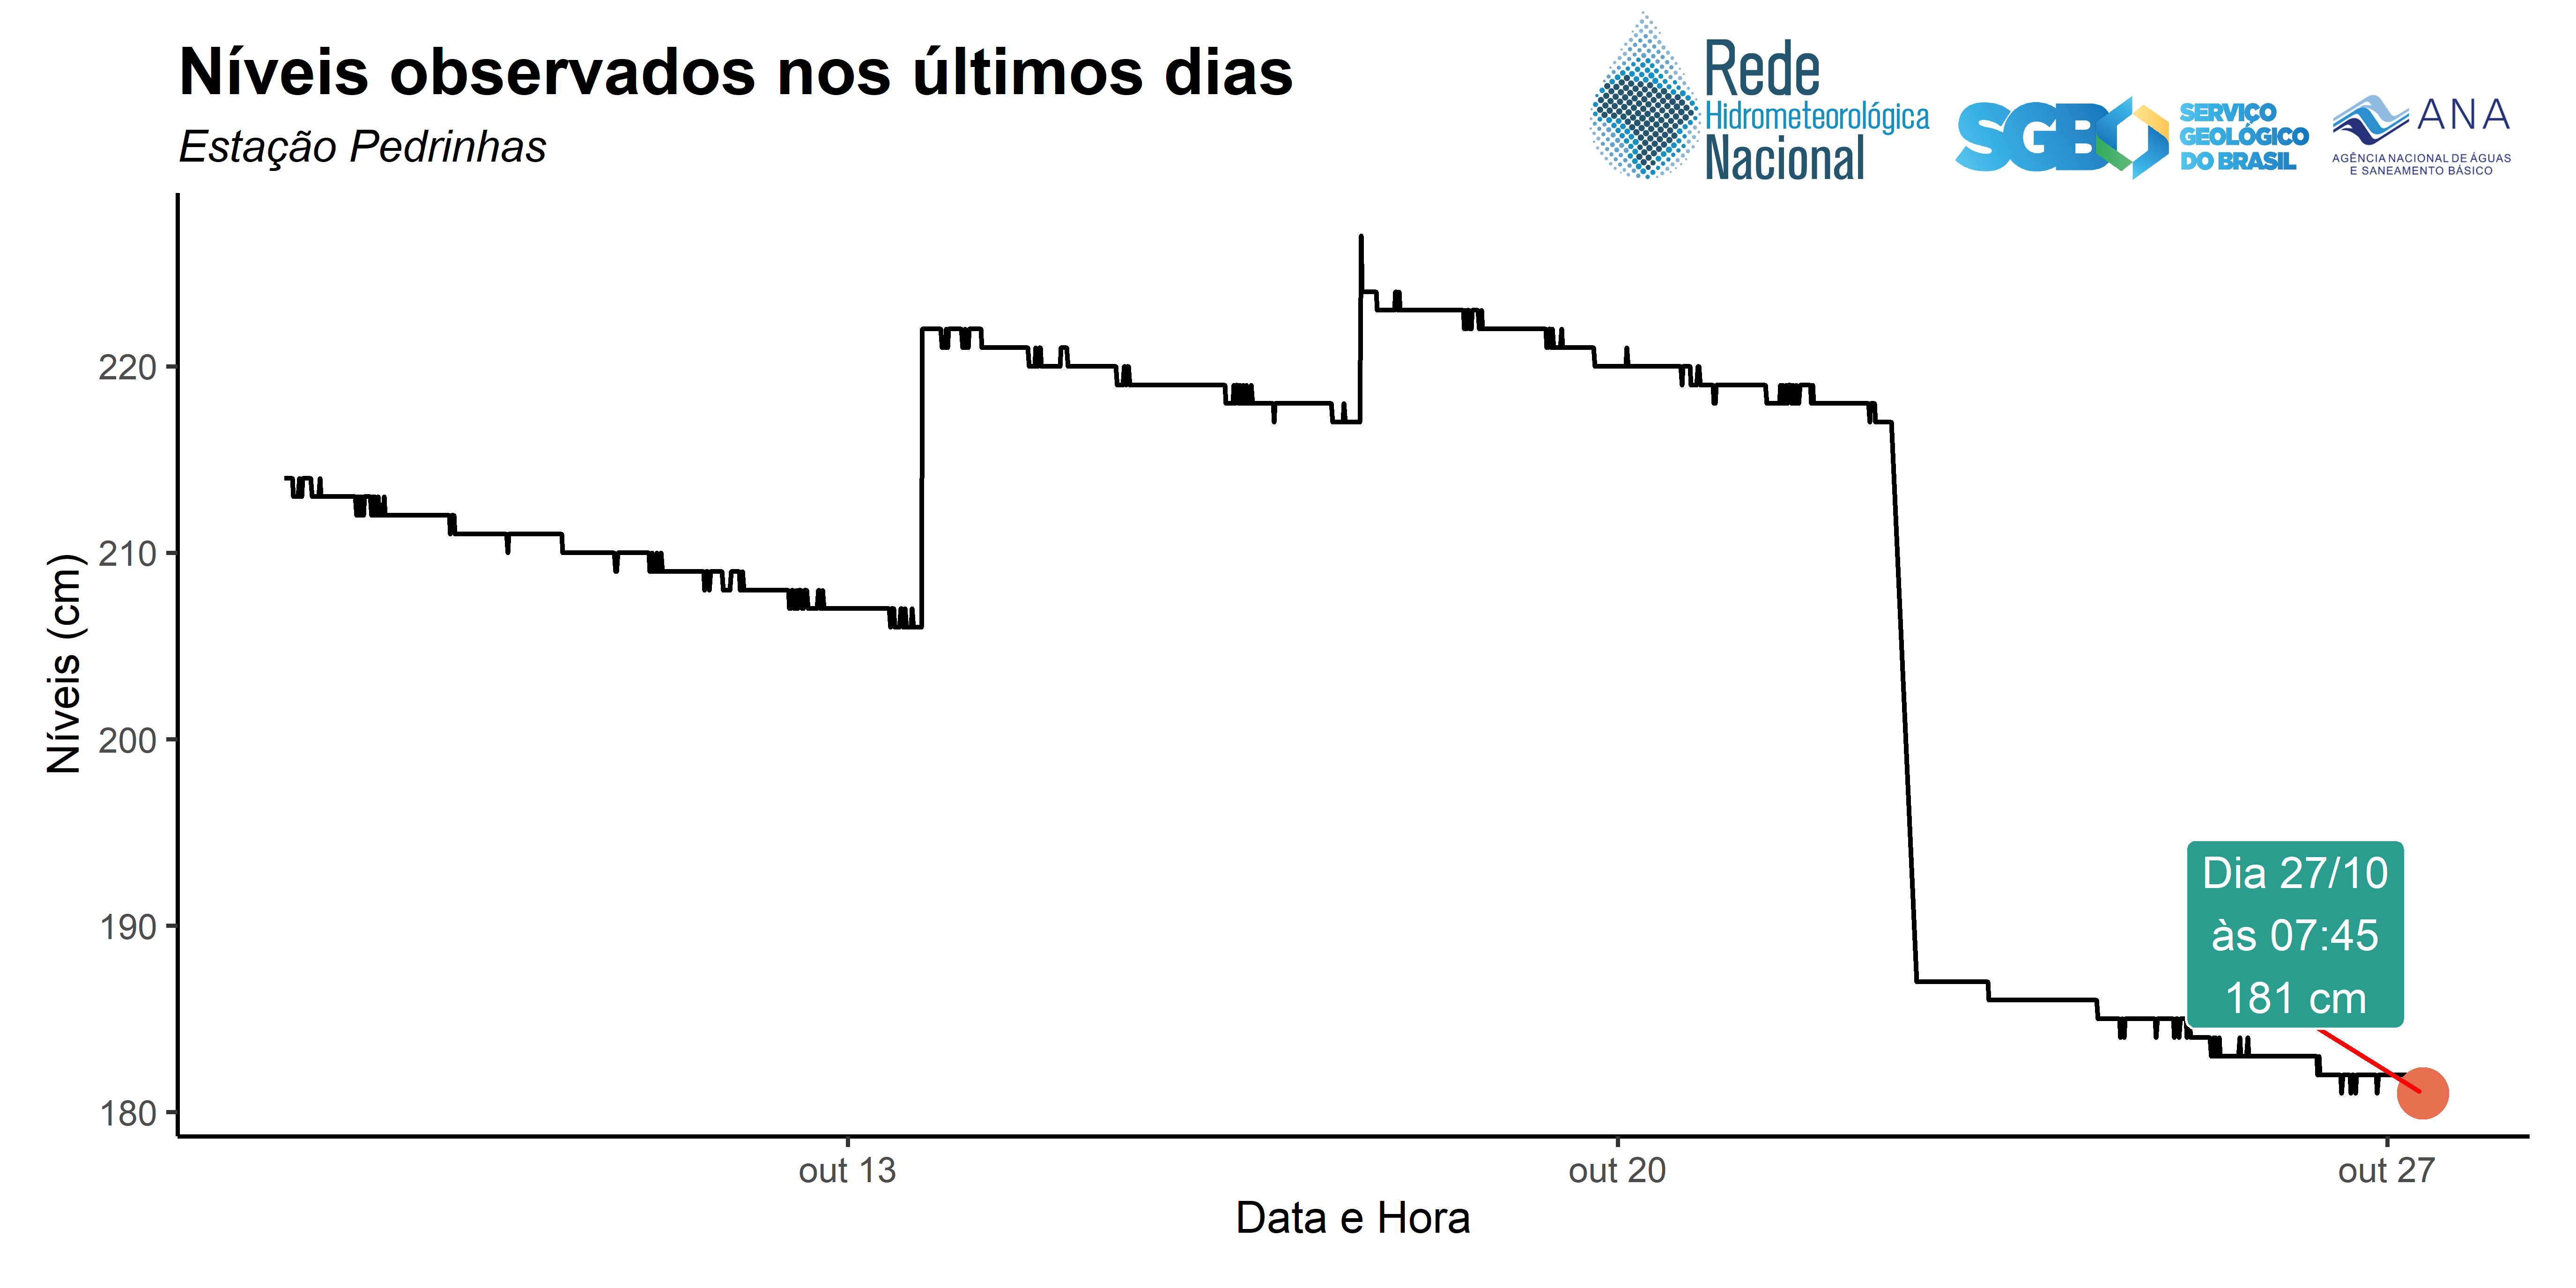 Níveis observados nos últimos dias
Estação Pedrinhas
Rede
Hidrometeorológica
Nacional
SGB
SERVIÇO
GEOLÓGICO
DO BRASIL
ANA
AGÊNCIA NACIONAL DE ÁGUAS
E SANEAMENTO BÁSICO
Níveis (cm)
220
210
200
190
180
Dia 27/10
às 07:45
181 cm
out 13
out 20
out 27
Data e Hora